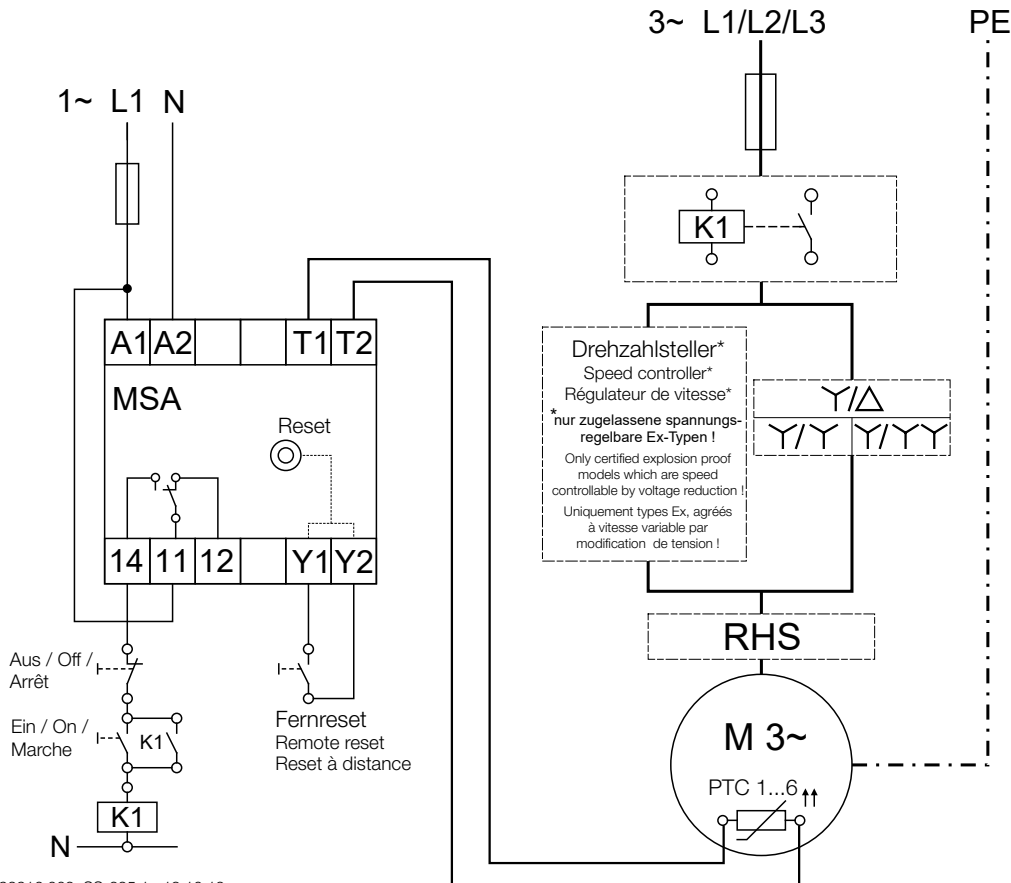 3~ L1/L2/L3
PE
1~ L1 N
K1
A1 A2 T1 T2
MSA
Reset
14 11 12 Y1 Y2
Drehzahlsteller*
Speed controller*
Régulateur de vitesse*
*nur zugelassene spannungs-
regelbare Ex-Typen !
Only certified explosion proof
models which are speed
controllable by voltage reduction !
Uniquement types Ex, agréés
à vitesse variable par
modification de tension !
Y/△
Y/Y Y/YY
RHS
Aus / Off /
Arrêt
Ein / On /
Marche
K1
K1
N
Fernreset
Remote reset
Reset à distance
M 3~
PTC 1...6